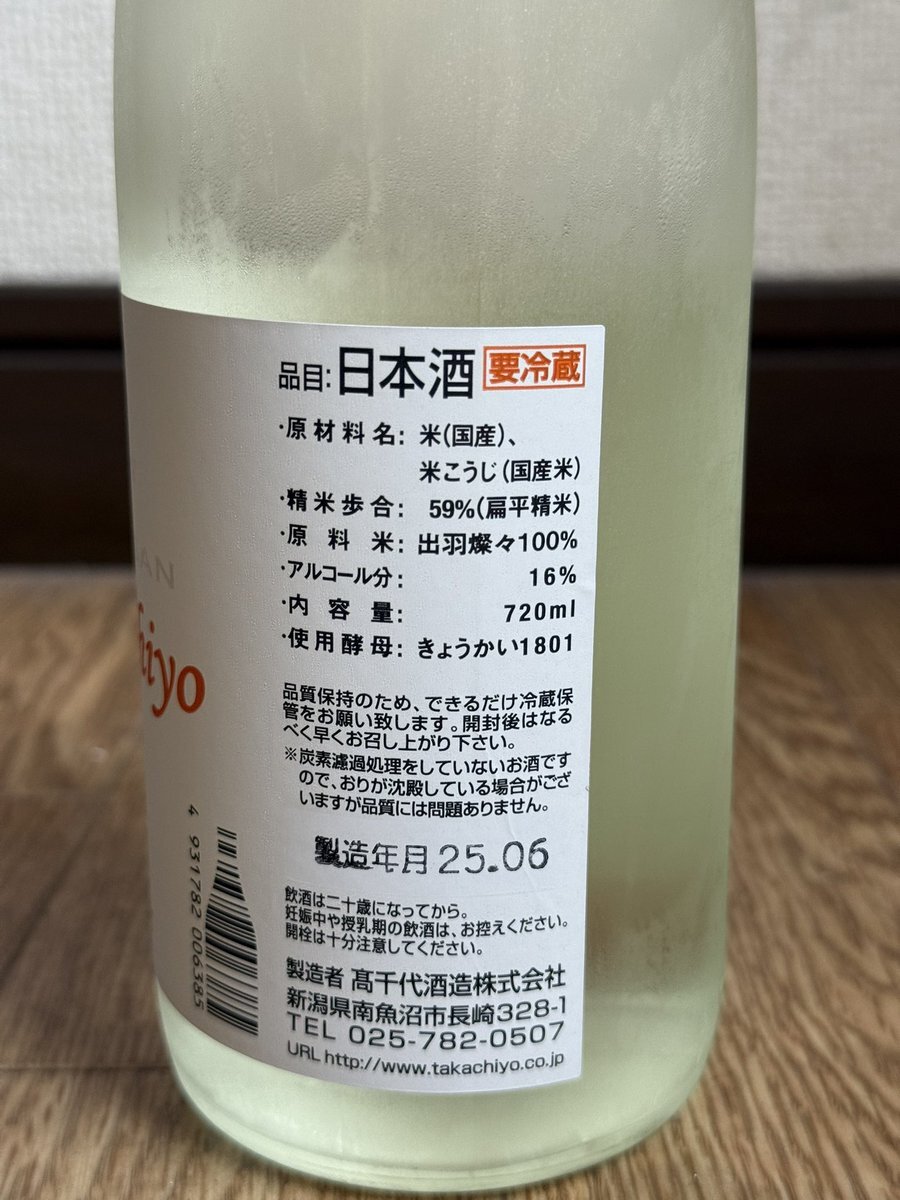 品目:日本酒 要冷蔵
・原材料名: 米(国産)、
米こうじ(国産米)
・精米歩合: 59%(扁平精米)
・原料米: 出羽燦々100%
・アルコール分: 16%
・内容量: 720ml
・使用酵母: きょうかい1801
品質保持のため、できるだけ冷蔵保
管をお願い致します。開封後はなる
べく早くお召し上がり下さい。
※炭素濾過処理をしていないお酒です
ので、おりが沈殿している場合がござ
いますが品質には問題ありません。
製造年月 25.06
飲酒は二十歳になってから。
妊娠中や授乳期の飲酒は、お控えください。
開栓は十分注意してください。
製造者 髙千代酒造株式会社
新潟県南魚沼市長崎328-1
TEL 025-782-0507
URL http://www.takachiyo.co.jp
AN
hiyo
4 931782 006385